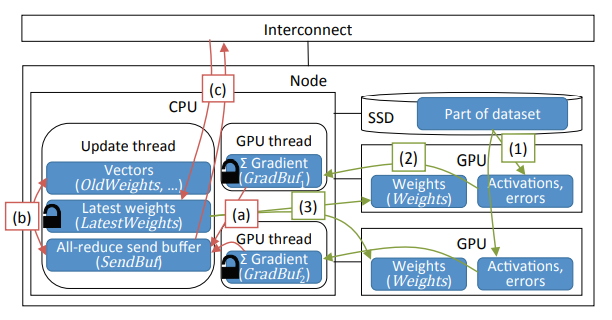 Interconnect
Node
(c)
CPU
SSD
Part of dataset
Update thread
GPU thread
(2)
GPU
(1)
Vectors
(OldWeights, ...)
Σ Gradient
(GradBuf₁)
Weights
(Weights)
Activations,
errors
(b)
Latest weights
(LatestWeights)
(a)
(3)
GPU thread
GPU
All-reduce send buffer
(SendBuf)
Σ Gradient
(GradBuf₂)
Weights
(Weights)
Activations,
errors